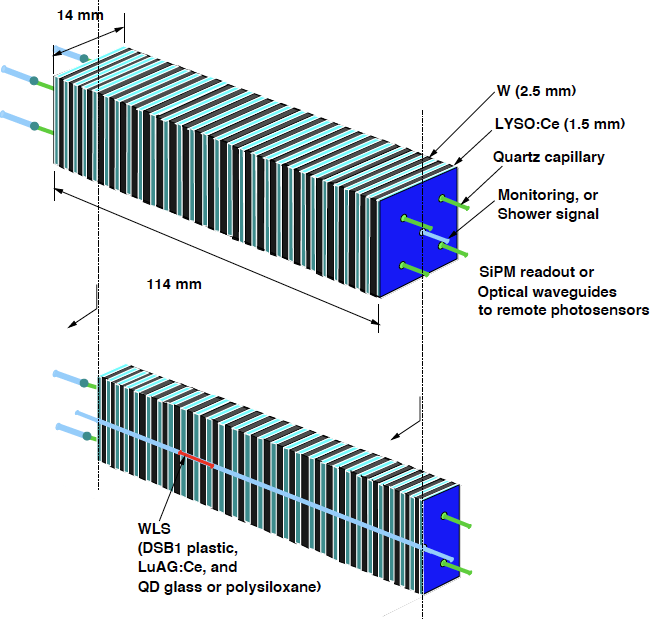 14 mm
W (2.5 mm)
LYSO:Ce (1.5 mm)
Quartz capillary
Monitoring, or
Shower signal
SiPM readout or
Optical waveguides
to remote photosensors
114 mm
WLS
(DSB1 plastic,
LuAG:Ce, and
QD glass or polysiloxane)